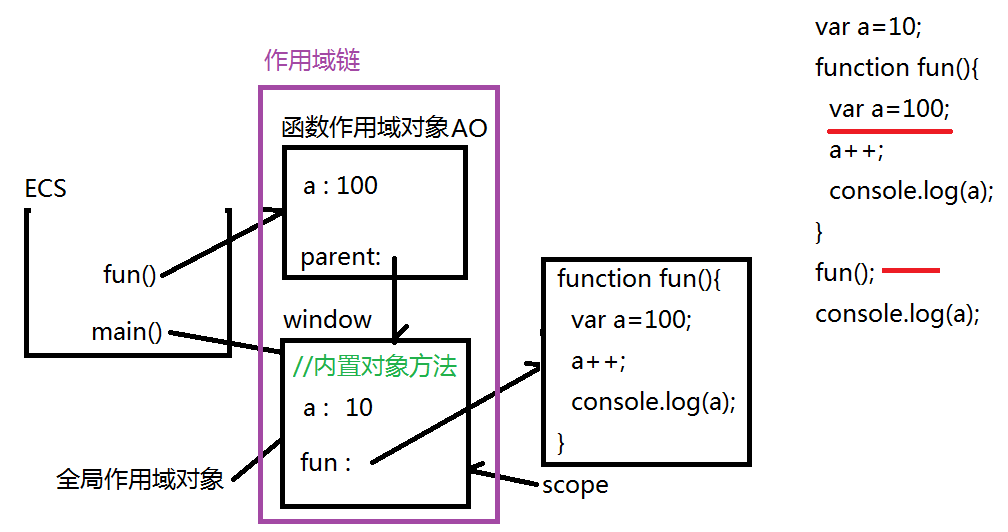 作用域链
函数作用域对象AO
a : 100
parent:
ECS
fun()
main()
window
//内置对象方法
a : 10
fun :
全局作用域对象
function fun(){
var a=100;
a++;
console.log(a);
}
scope
var a=10;
function fun(){
var a=100;
a++;
console.log(a);
}
fun();
console.log(a);